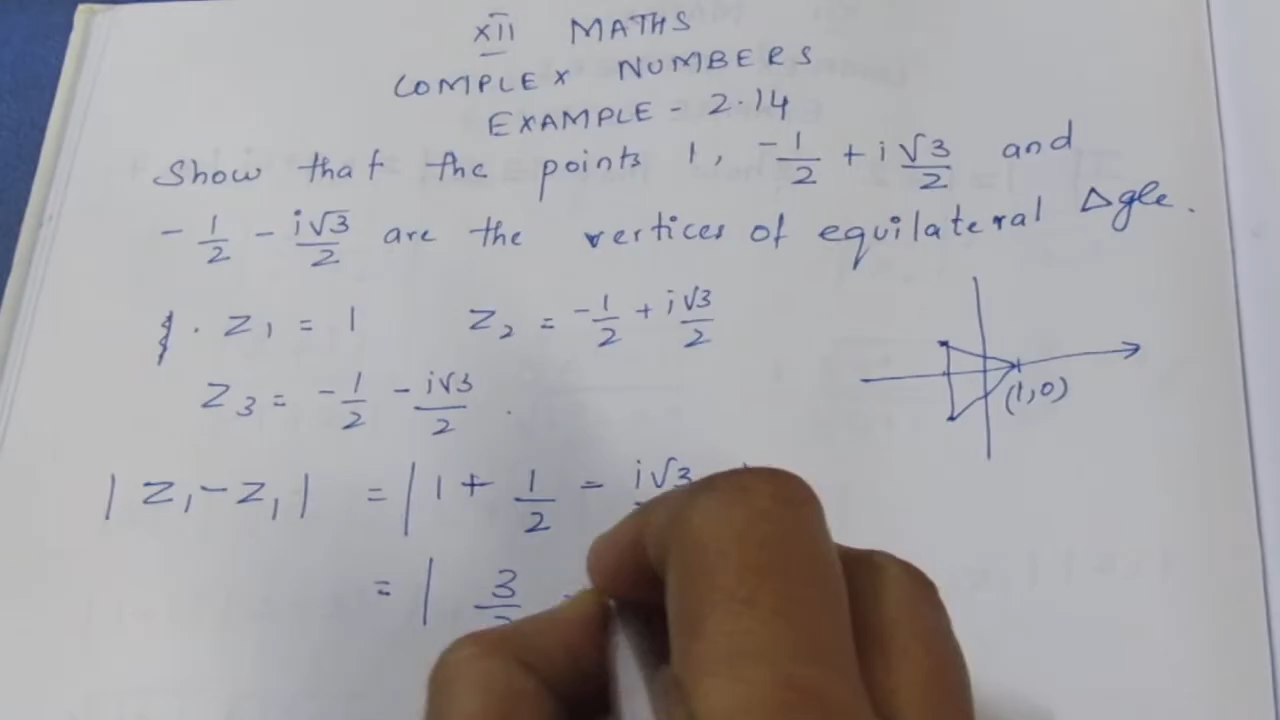 XII MATHS
COMPLEX NUMBERS
EXAMPLE - 2.14
Show that the points 1, -1/2 + i√3/2 and
-1/2 - i√3/2 are the vertices of equilateral Δgle.
z₁ = 1 z₂ = -1/2 + i√3/2
z₃ = -1/2 - i√3/2 .
(1,0)
|z₁-z₁| = |1 + 1/2 - i√3
= | 3